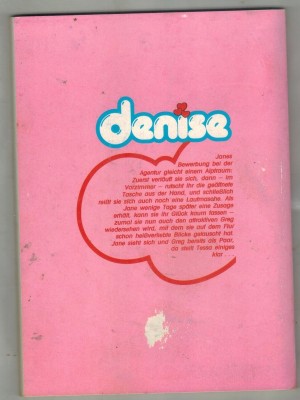 denise
Janes
Bewerbung bei der
Agentur gleicht einem Alptraum:
Zuerst verläuft sie sich, dann – im
Vorzimmer – rutscht ihr die geöffnete
Tasche aus der Hand, und schließlich
reißt sie sich auch noch eine Laufmasche. Als
Jane wenige Tage später eine Zusage
erhält, kann sie ihr Glück kaum fassen –
zumal sie nun auch den attraktiven Greg
wiedersehen wird, mit dem sie auf dem Flur
schon heißverliebte Blicke getauscht hat.
Jane sieht sich und Greg bereits als Paar,
da stellt Tessa einiges
klar . . .